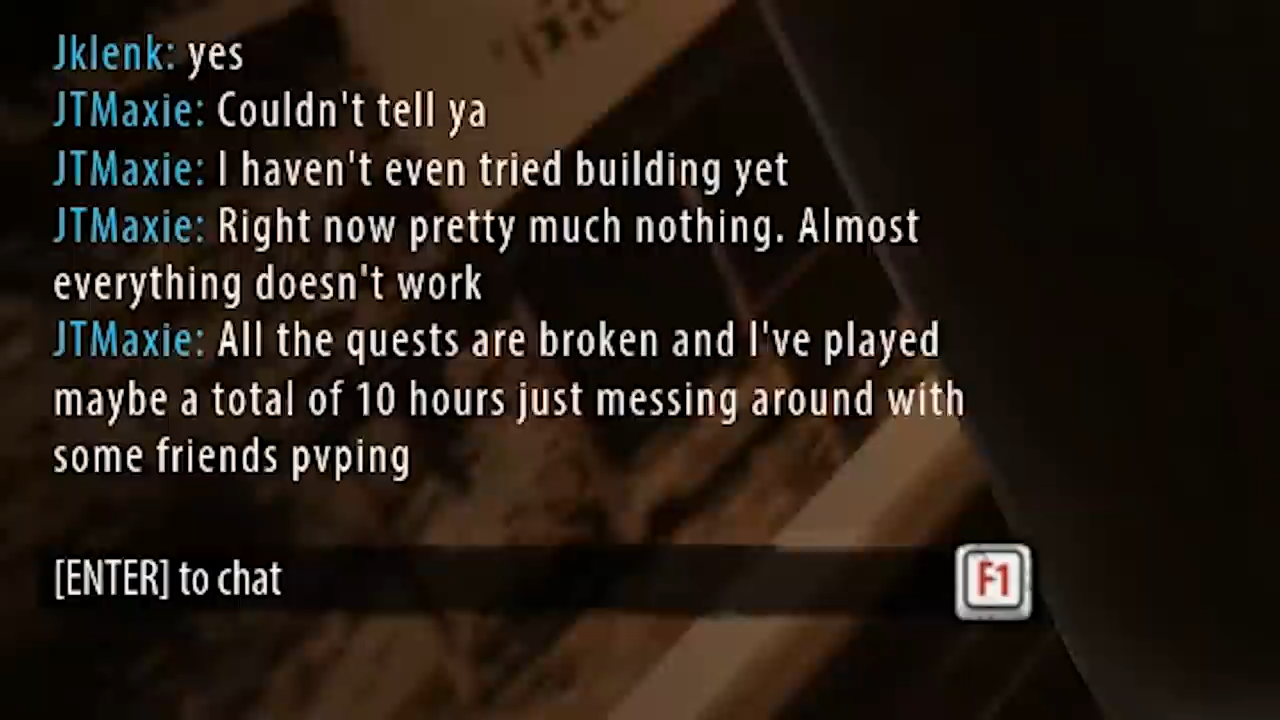 Jklenk: yes
JTMaxie: Couldn't tell ya
JTMaxie: I haven't even tried building yet
JTMaxie: Right now pretty much nothing. Almost
everything doesn't work
JTMaxie: All the quests are broken and I've played
maybe a total of 10 hours just messing around with
some friends pvping
[ENTER] to chat
F1